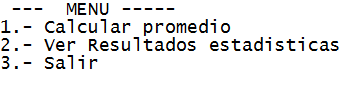 --- MENU -----
1.- Calcular promedio
2.- Ver Resultados estadisticas
3.- Salir